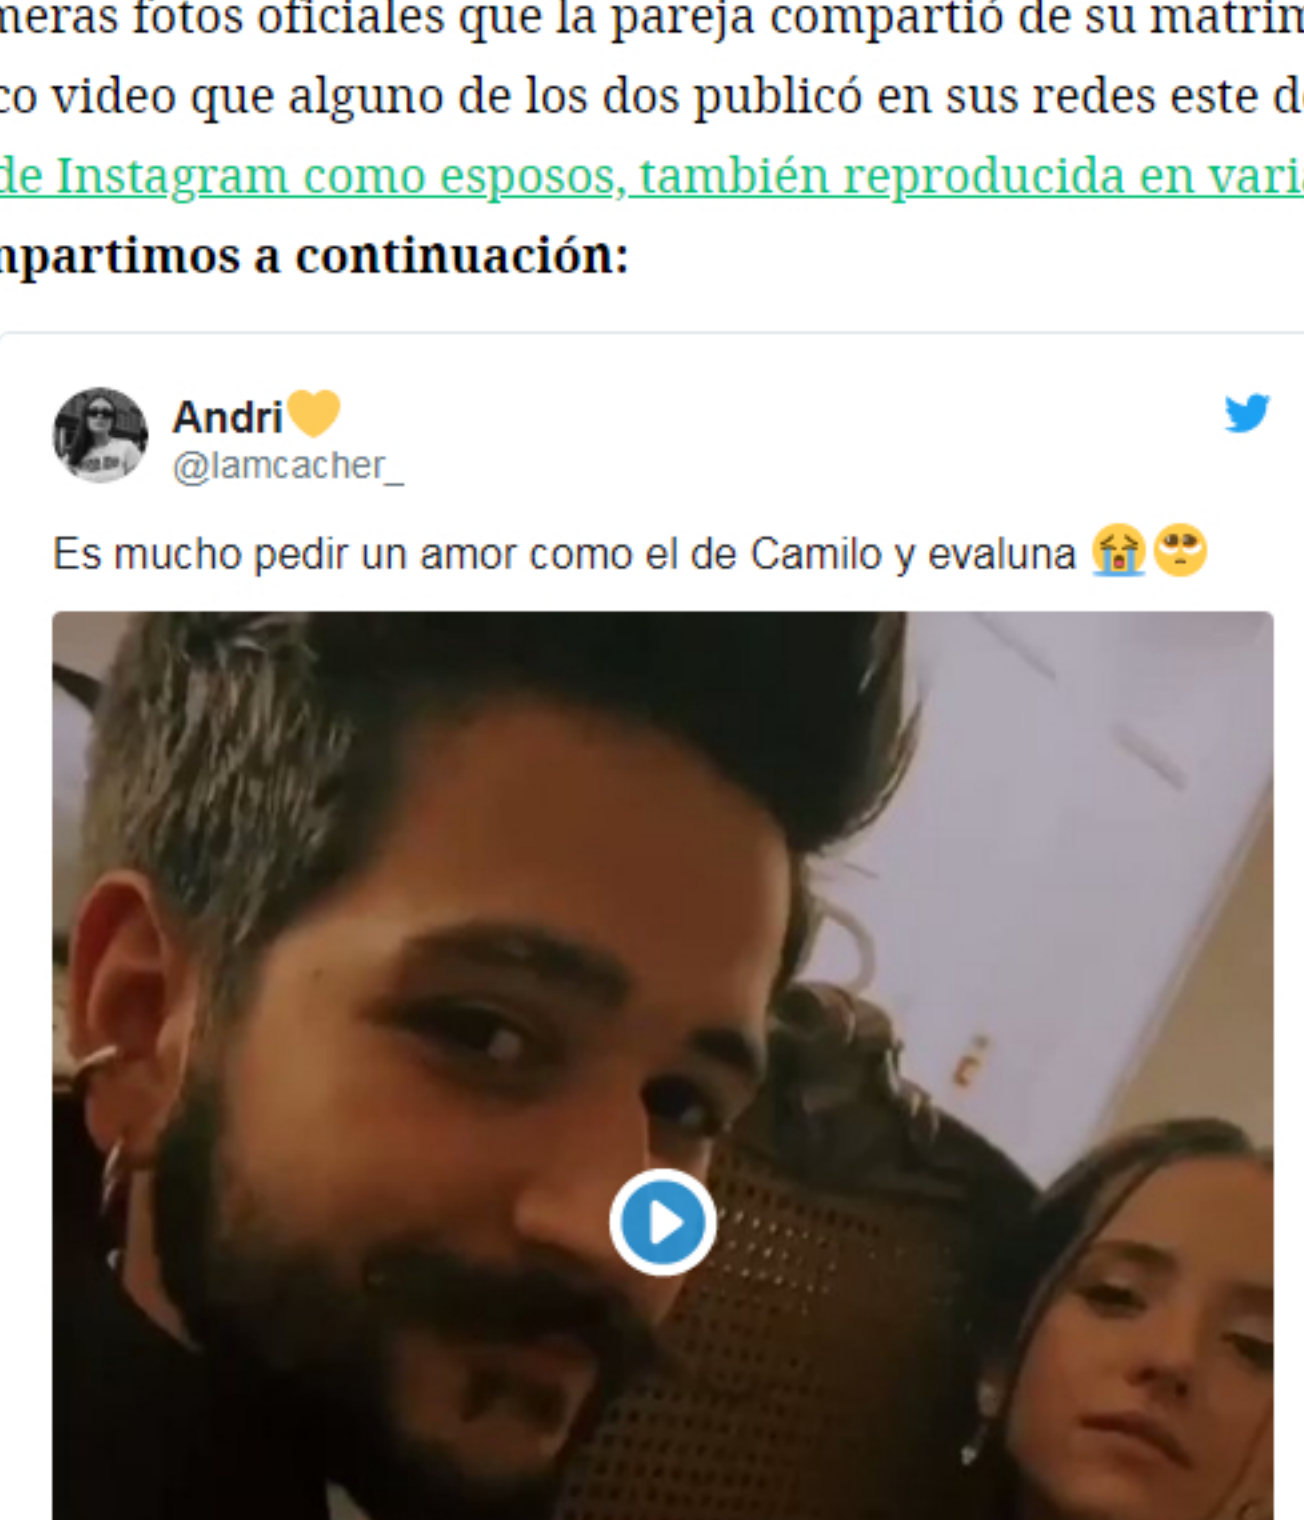 meras fotos oficiales que la pareja compartió de su matrim
co video que alguno de los dos publicó en sus redes este d
de Instagram como esposos, también reproducida en vari
mpartimos a continuación:
Andri💛
@Iamcacher_
Es mucho pedir un amor como el de Camilo y evaluna 😭🥺